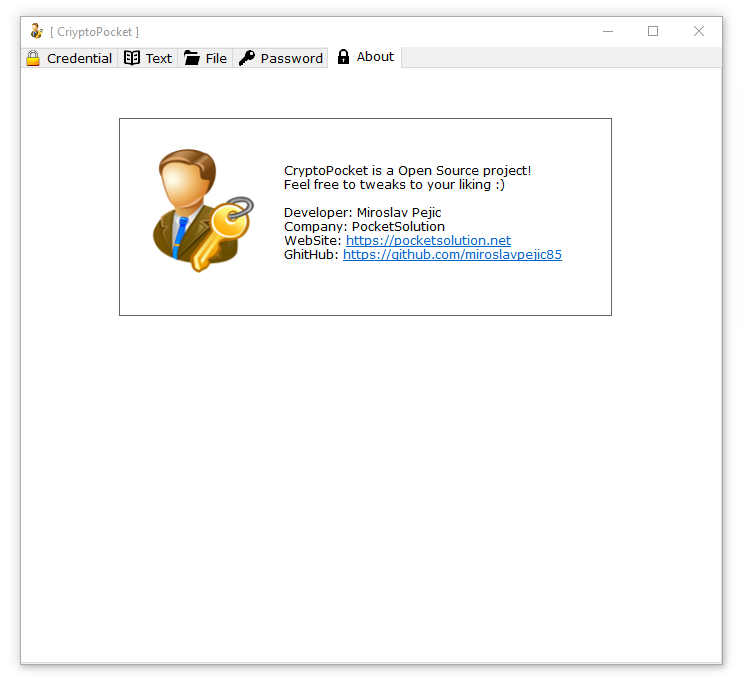 [ CriyptoPocket ]
Credential Text File Password About
CryptoPocket is a Open Source project!
Feel free to tweaks to your liking :)
Developer: Miroslav Pejic
Company: PocketSolution
WebSite: https://pocketsolution.net
GhitHub: https://github.com/miroslavpejic85